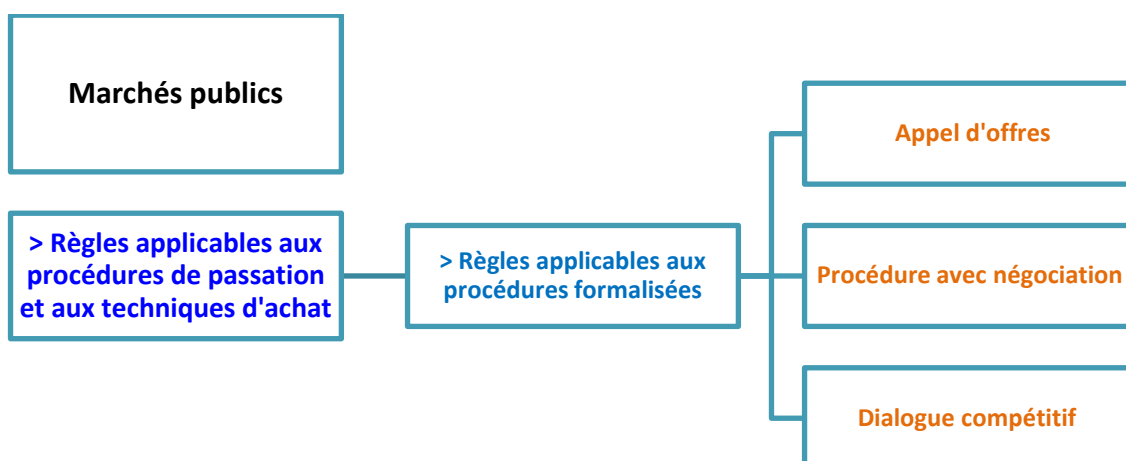 Marchés publics
> Règles applicables aux
procédures de passation
et aux techniques d'achat
> Règles applicables aux
procédures formalisées
Appel d'offres
Procédure avec négociation
Dialogue compétitif